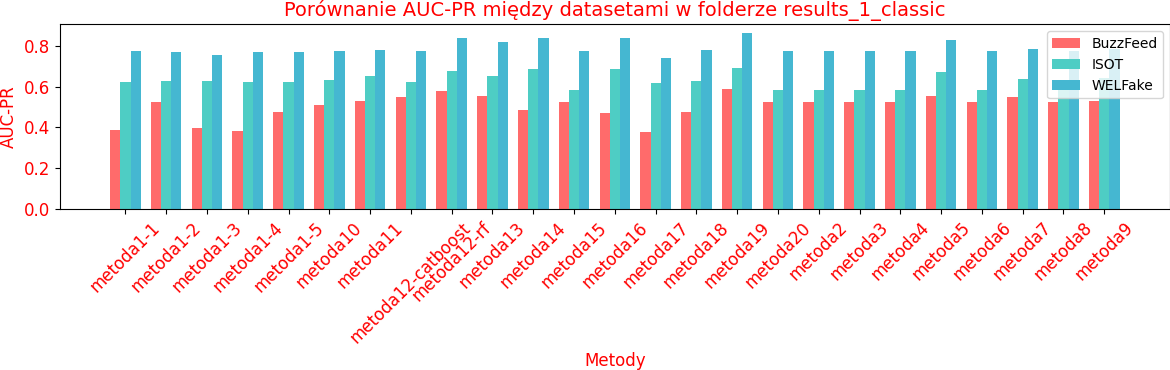 Porównanie AUC-PR między datasetami w folderze results_1_classic
AUC-PR
0.8
0.6
0.4
0.2
0.0
BuzzFeed
ISOT
WELFake
metoda1-1
metoda1-2
metoda1-3
metoda1-4
metoda1-5
metoda10
metoda11
metoda12-catboost
metoda12-rf
metoda13
metoda14
metoda15
metoda16
metoda17
metoda18
metoda19
metoda20
metoda2
metoda3
metoda4
metoda5
metoda6
metoda7
metoda8
metoda9
Metody